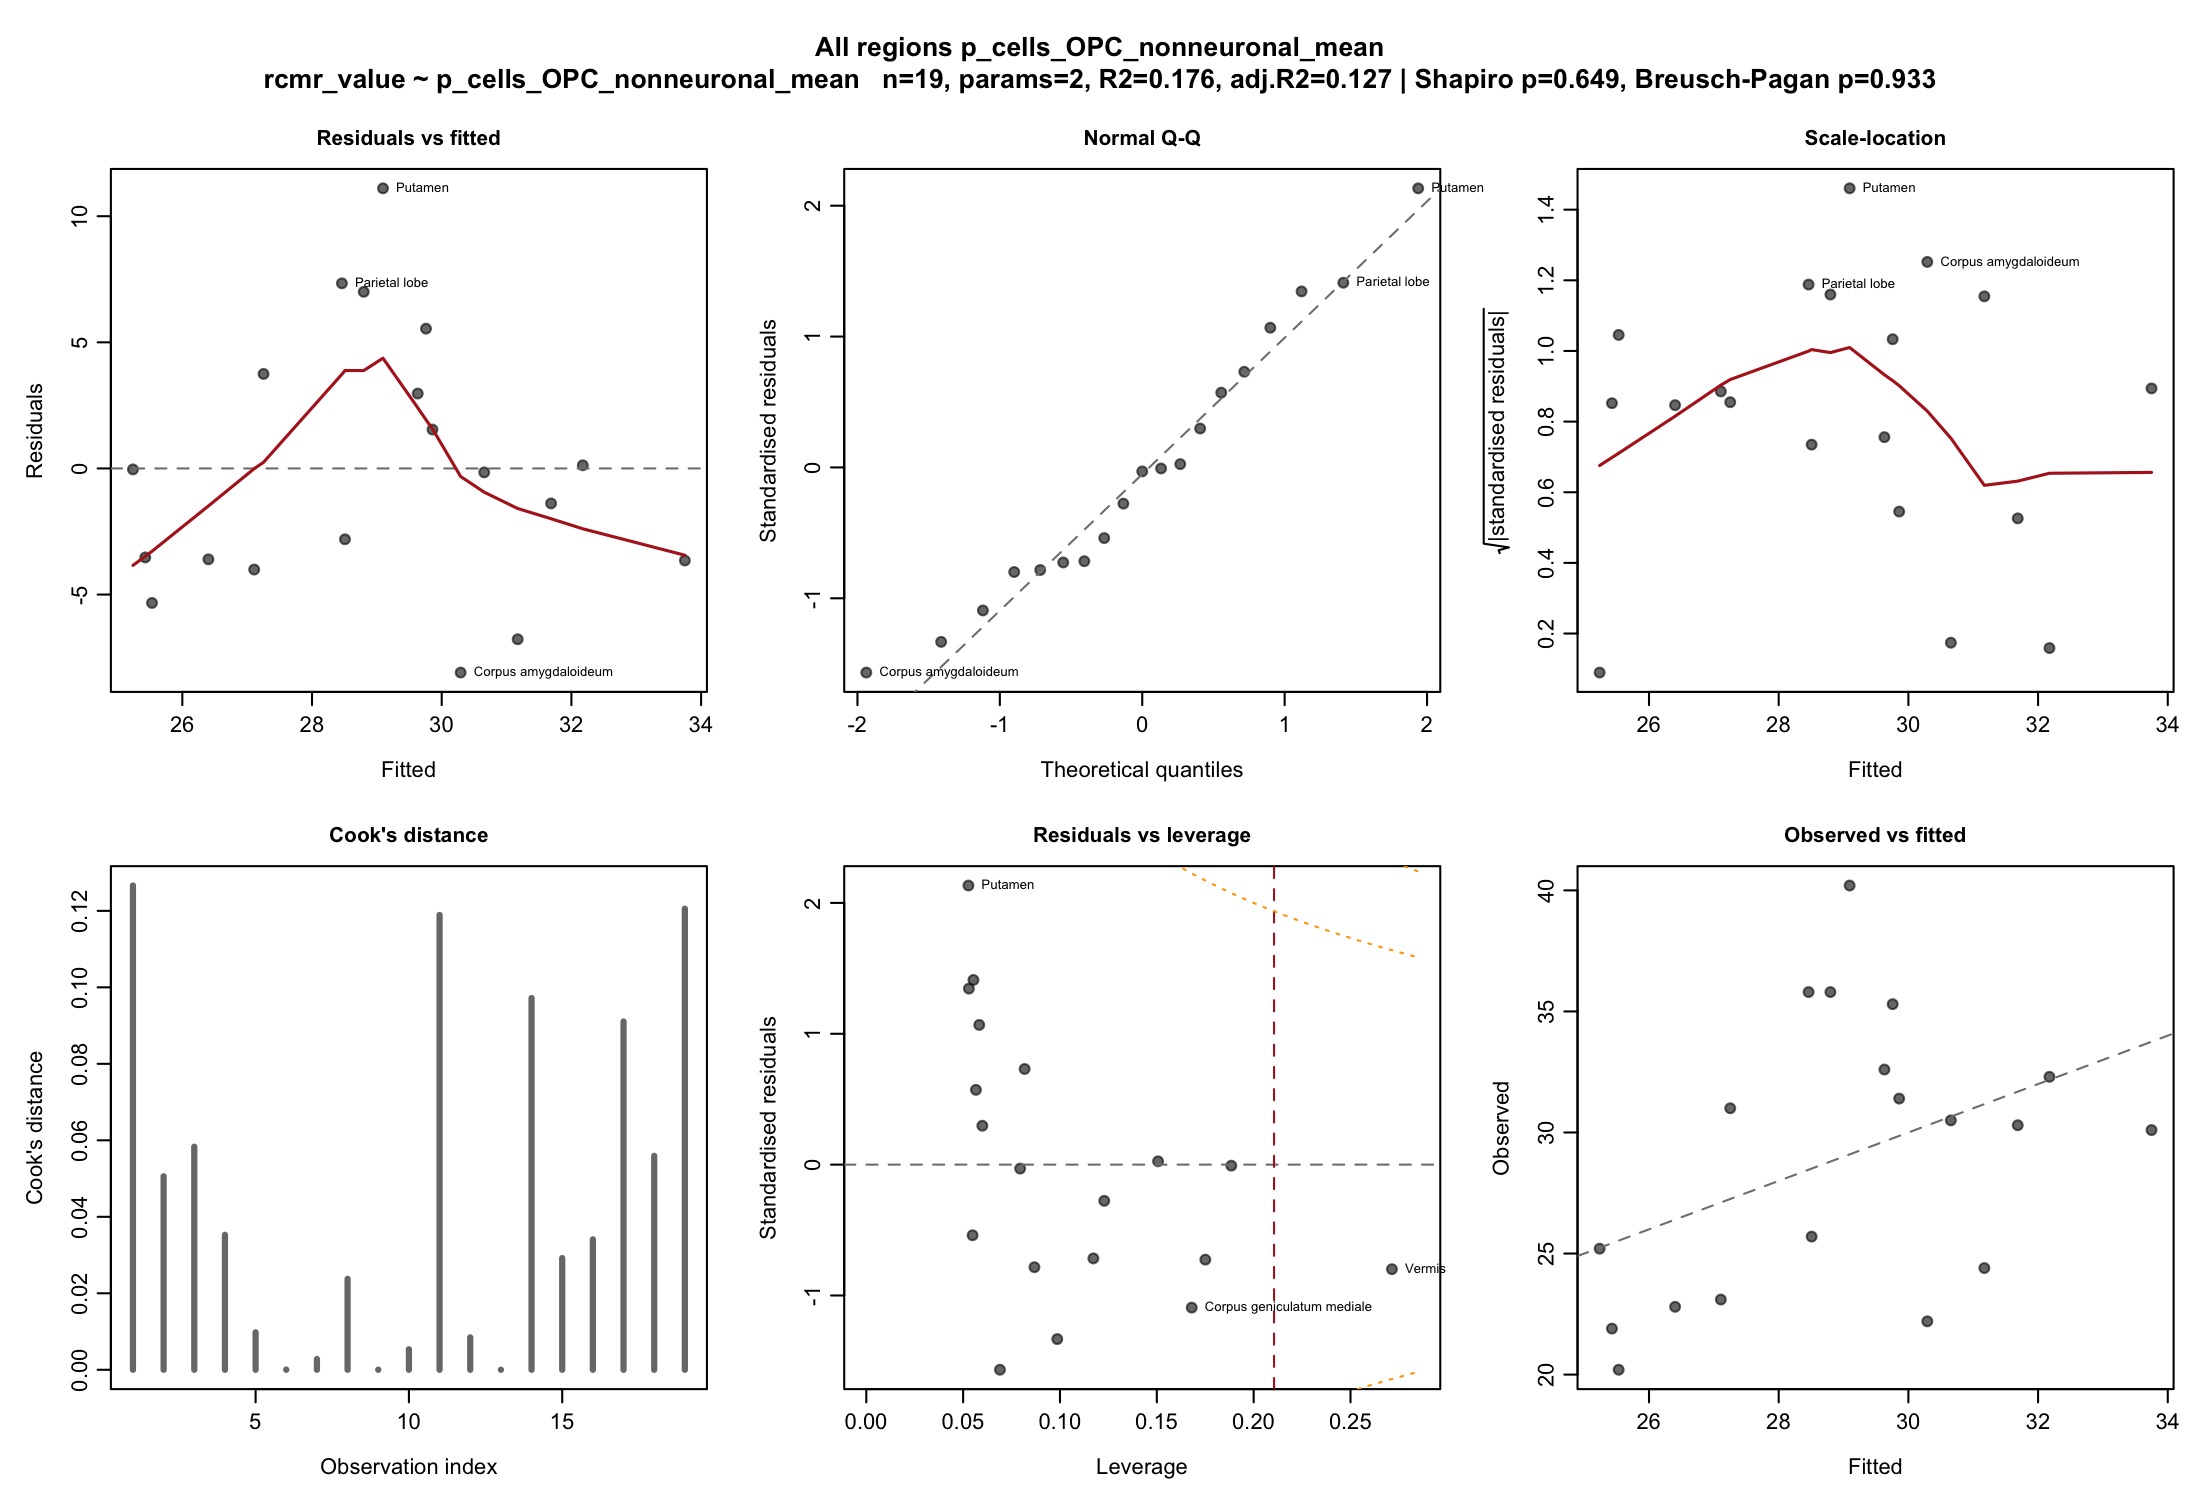 All regions p_cells_OPC_nonneuronal_mean
rcmr_value ~ p_cells_OPC_nonneuronal_mean   n=19, params=2, R2=0.176, adj.R2=0.127 | Shapiro p=0.649, Breusch-Pagan p=0.933
Residuals vs fitted
Residuals
10
5
0
-5
Putamen
Parietal lobe
Corpus amygdaloideum
26 28 30 32 34
Fitted
Normal Q-Q
Standardised residuals
2
1
0
-1
Putamen
Parietal lobe
Corpus amygdaloideum
-2 -1 0 1 2
Theoretical quantiles
Scale-location
√|standardised residuals|
1.4
1.2
1.0
0.8
0.6
0.4
0.2
Putamen
Corpus amygdaloideum
Parietal lobe
26 28 30 32 34
Fitted
Cook's distance
Cook's distance
0.12
0.10
0.08
0.06
0.04
0.02
0.00
5 10 15
Observation index
Residuals vs leverage
Standardised residuals
2
1
0
-1
Putamen
Vermis
Corpus geniculatum mediale
0.00 0.05 0.10 0.15 0.20 0.25
Leverage
Observed vs fitted
Observed
40
35
30
25
20
26 28 30 32 34
Fitted